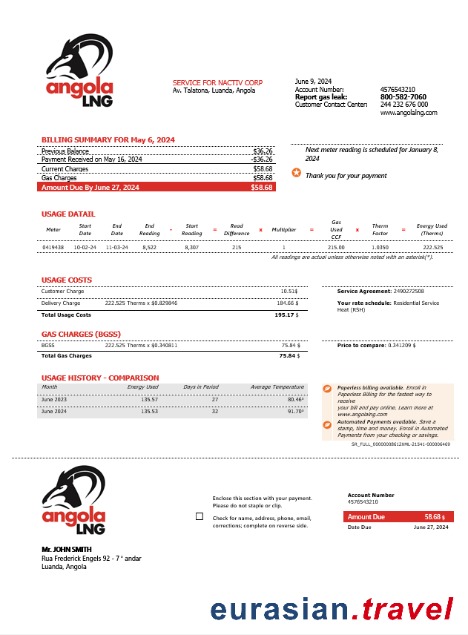 angola
LNG
SERVICE FOR NACTIV CORP
Av. Talatona, Luanda, Angola
June 9, 2024
Account Number: 4576543210
Report gas leak: 800-582-7060
Customer Contact Center: 244 232 676 000
www.angolalng.com
BILLING SUMMARY FOR May 6, 2024
Previous Balance $36.26
Payment Received on May 16, 2024 -$36.26
Current Charges $58.68
Gas Charges $58.68
Amount Due By June 27, 2024 $58.68
Next meter reading is scheduled for January 8,
2024
Thank you for your payment
USAGE DATAIL
Meter Start Date End Date End Reading - Start Reading = Read Difference x Multiplier = Gas Used CCF x Therm Factor = Energy Used (Therms)
0419438 10-02-24 11-03-24 8,522 8,307 215 1 215.00 1.0350 222.525
All readings are actual unless otherwise noted with an asterisk(*).
USAGE COSTS
Customer Charge 10.51$
Delivery Charge 222.525 Therms x $0.829846 184.66 $
Total Usage Costs 195.17 $
Service Agreement: 2490272508
Your rate schedule: Residential Service
Heat (RSH)
GAS CHARGES (BGSS)
BGSS 222.525 Therms x $0.340811 75.84 $
Total Gas Charges 75.84 $
Price to compare: 0.341209 $
USAGE HISTORY - COMPARISON
Month Energy Used Days in Period Average Temperature
June 2023 135.57 27 80.46°
June 2024 135.53 32 91.70°
Paperless billing available. Enroll in
Paperless Billing for the fastest way to
receive
your bill and pay online. Learn more at
www.angolalng.com
Automated Payments available. Save a
stamp, time and money. Enroll in Automated
Payments from your checking or savings.
angola
LNG
Enclose this section with your payment.
Please do not staple or clip.
Check for name, address, phone, email,
corrections; complete on reverse side.
Account Number
4576543210
Amount Due 58.68 $
Date Due June 27, 2024
Mr. JOHN SMITH
Rua Frederick Engels 92 - 7° andar
Luanda, Angola
eurasian.travel